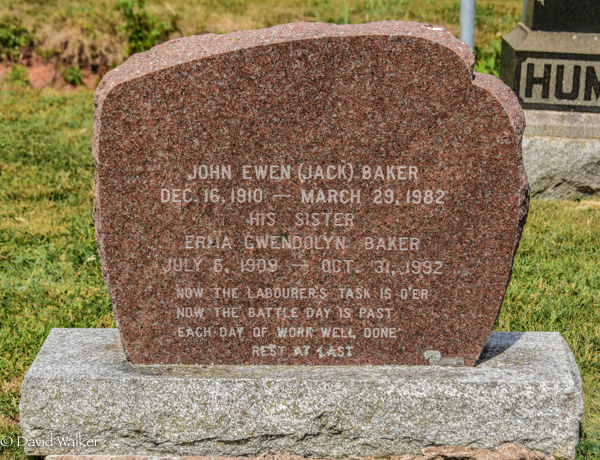 JOHN EWEN (JACK) BAKER
DEC. 16, 1910 — MARCH 29, 1982
HIS SISTER
GWENDOLYN BAKER
JULY 6, 1909 — OCT. 31, 1992
NOW THE LABOURER'S TASK IS O'ER
NOW THE BATTLE DAY IS PAST
EACH DAY OF WORK WELL DONE
REST AT LAST
HUM
© David Walker